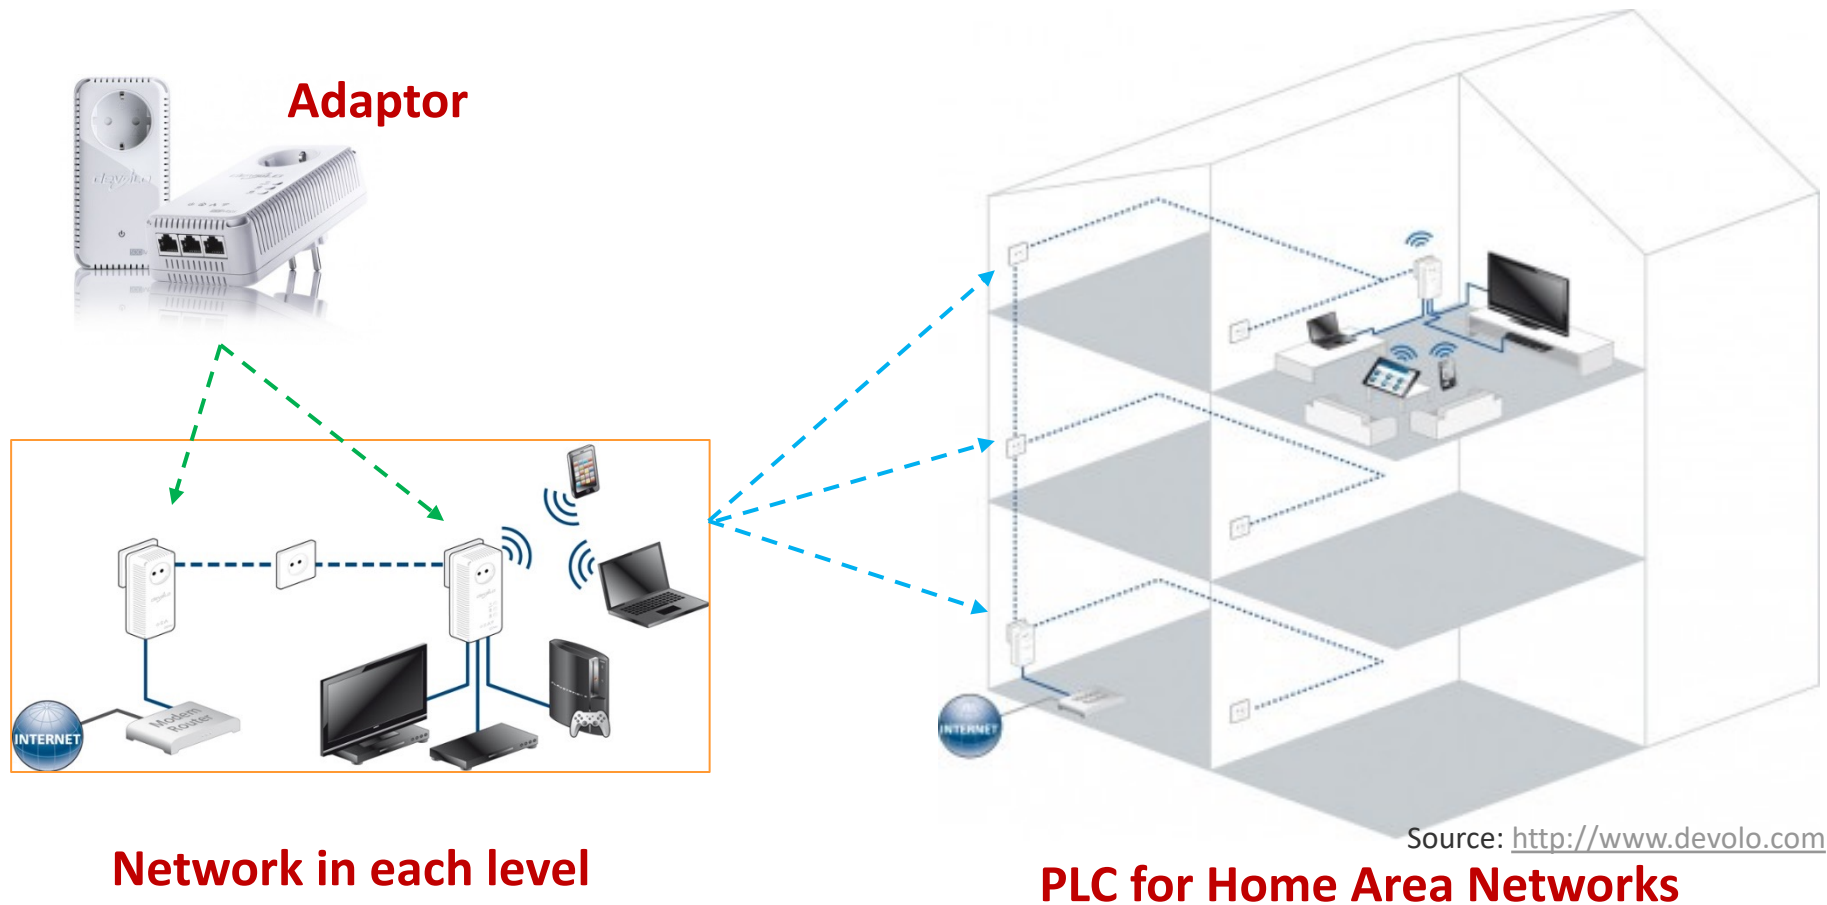 Adaptor
devolo
INTERNET
Modem
Router
INTERNET
Network in each level
Source: http://www.devolo.com
PLC for Home Area Networks